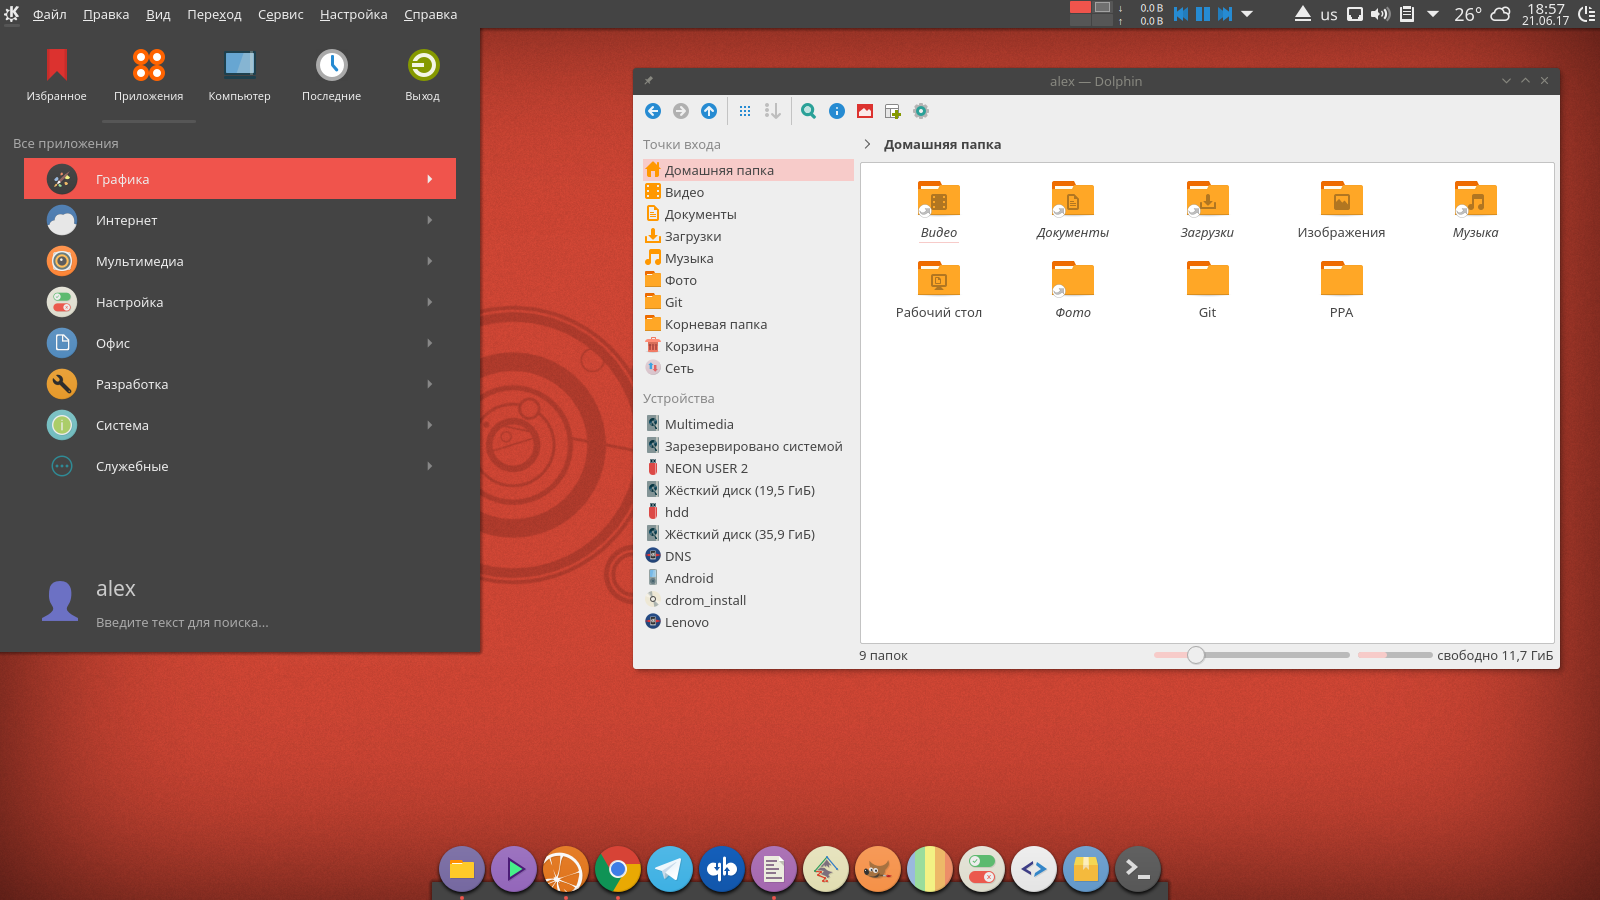 Файл Правка Вид Переход Сервис Настройка Справка
↓ 0.0 B
↑ 0.0 B
us
26°
18:57
21.06.17
Избранное Приложения Компьютер Последние Выход
Все приложения
Графика
Интернет
Мультимедиа
Настройка
Офис
Разработка
Система
Служебные
alex
Введите текст для поиска...
alex — Dolphin
Точки входа
Домашняя папка
Видео
Документы
Загрузки
Музыка
Фото
Git
Корневая папка
Корзина
Сеть
Устройства
Multimedia
Зарезервировано системой
NEON USER 2
Жёсткий диск (19,5 ГиБ)
hdd
Жёсткий диск (35,9 ГиБ)
DNS
Android
cdrom_install
Lenovo
Домашняя папка
Видео Документы Загрузки Изображения Музыка
Рабочий стол Фото Git PPA
9 папок
свободно 11,7 ГиБ